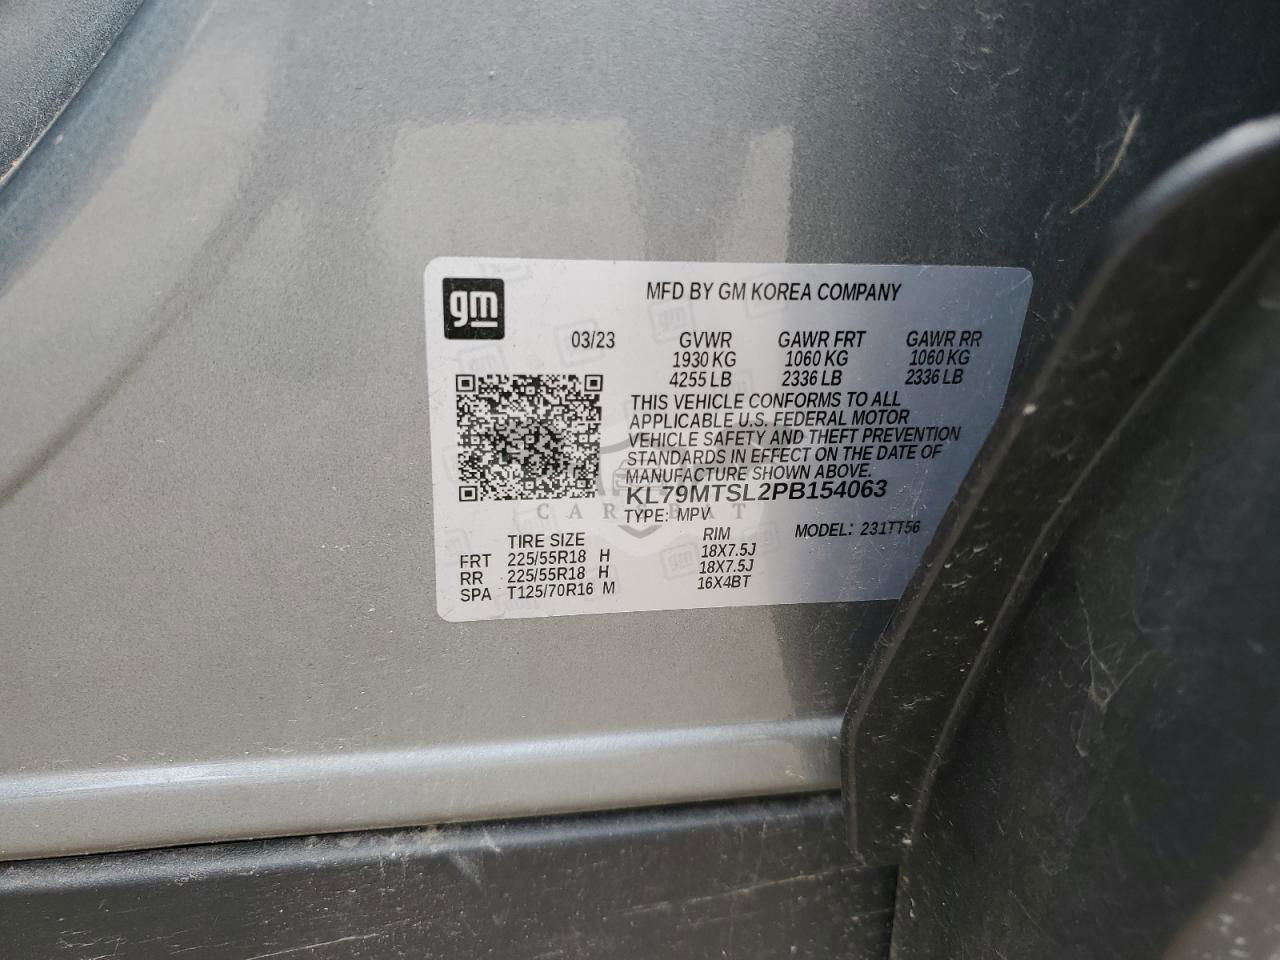 gm
MFD BY GM KOREA COMPANY
03/23 GVWR GAWR FRT GAWR RR
1930 KG 1060 KG 1060 KG
4255 LB 2336 LB 2336 LB
THIS VEHICLE CONFORMS TO ALL
APPLICABLE U.S. FEDERAL MOTOR
VEHICLE SAFETY AND THEFT PREVENTION
STANDARDS IN EFFECT ON THE DATE OF
MANUFACTURE SHOWN ABOVE.
KL79MTSL2PB154063
TYPE: MPV MODEL: 231TT56
TIRE SIZE RIM
FRT 225/55R18 H 18X7.5J
RR 225/55R18 H 18X7.5J
SPA T125/70R16 M 16X4BT